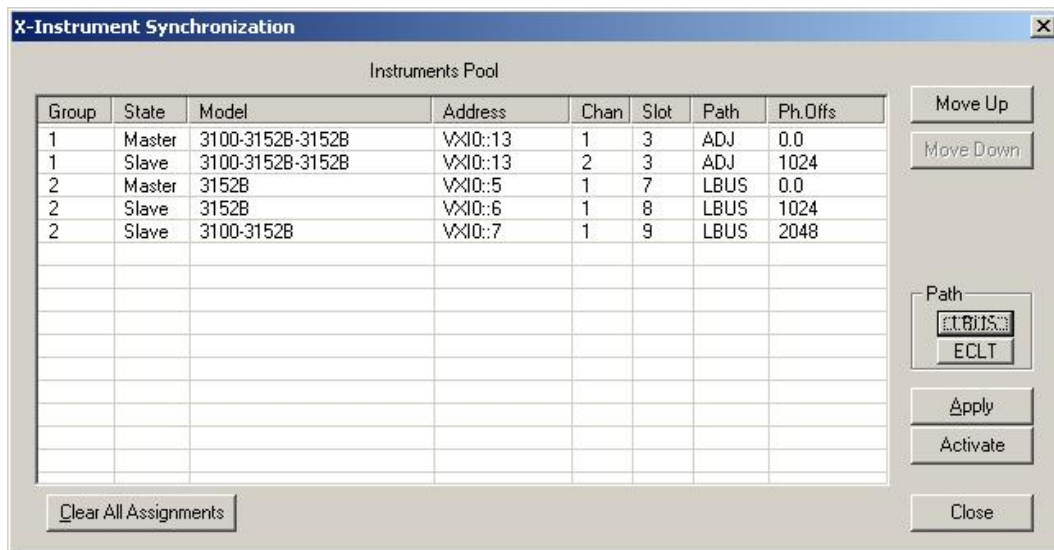 X-Instrument Synchronization
Instruments Pool
Group State Model Address Chan Slot Path Ph.Offs
1 Master 3100-3152B-3152B VXI0::13 1 3 ADJ 0.0
1 Slave 3100-3152B-3152B VXI0::13 2 3 ADJ 1024
2 Master 3152B VXI0::5 1 7 LBUS 0.0
2 Slave 3152B VXI0::6 1 8 LBUS 1024
2 Slave 3100-3152B VXI0::7 1 9 LBUS 2048
Move Up
Move Down
Path
LBUS
ECLT
Apply
Activate
Clear All Assignments
Close